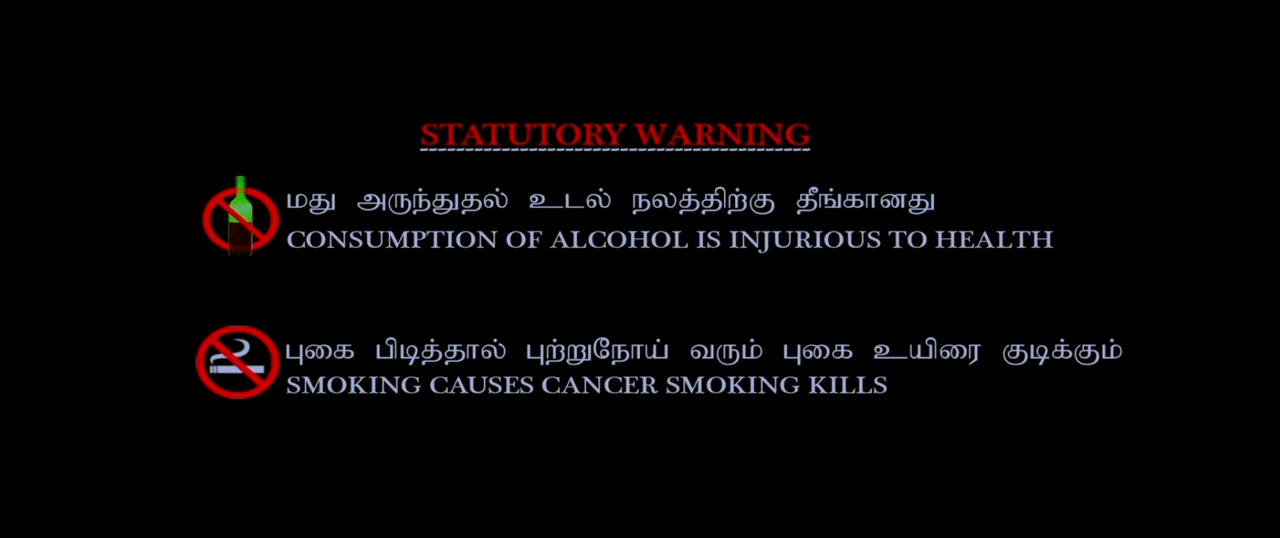 STATUTORY WARNING
மது அருந்துதல் உடல் நலத்திற்கு தீங்கானது
CONSUMPTION OF ALCOHOL IS INJURIOUS TO HEALTH
புகை பிடித்தால் புற்றுநோய் வரும் புகை உயிரை குடிக்கும்
SMOKING CAUSES CANCER SMOKING KILLS